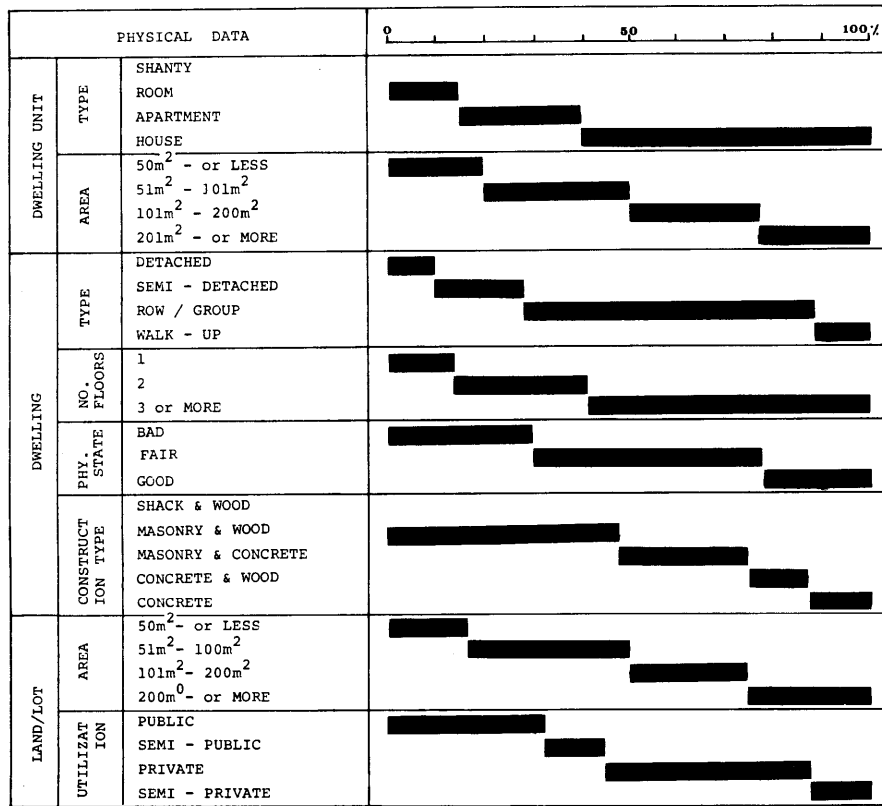 PHYSICAL DATA
0 50 100%
DWELLING UNIT
TYPE
SHANTY
ROOM
APARTMENT
HOUSE
AREA
50m² - or LESS
51m² - 101m²
101m² - 200m²
201m² - or MORE
DWELLING
TYPE
DETACHED
SEMI - DETACHED
ROW / GROUP
WALK - UP
NO.
FLOORS
1
2
3 or MORE
PHY.
STATE
BAD
FAIR
GOOD
CONSTRUCT
ION TYPE
SHACK & WOOD
MASONRY & WOOD
MASONRY & CONCRETE
CONCRETE & WOOD
CONCRETE
LAND/LOT
AREA
50m²- or LESS
51m²- 100m²
101m²- 200m²
200m⁰- or MORE
UTILIZAT
ION
PUBLIC
SEMI - PUBLIC
PRIVATE
SEMI - PRIVATE